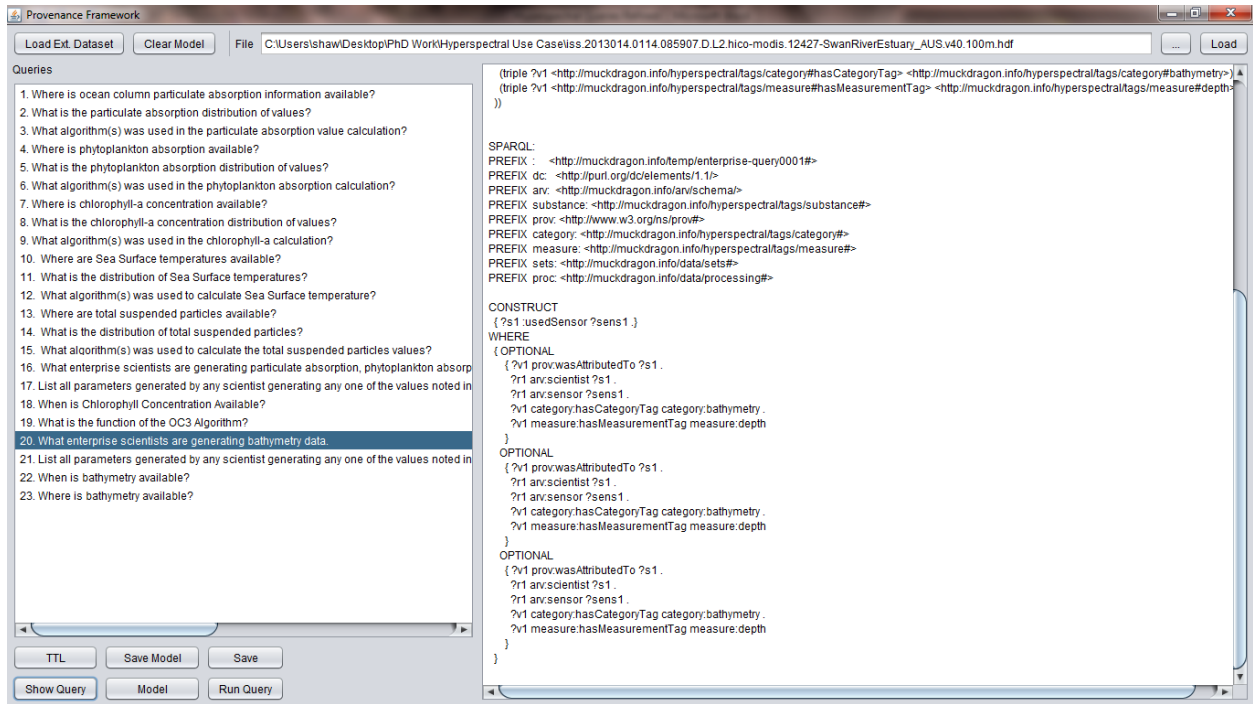 Provenance Framework
Load Ext. Dataset
Clear Model
File
C:\Users\shaw\Desktop\PhD Work\Hyperspectral Use Case\iss.2013014.0114.085907.D.L2.hico-modis.12427-SwanRiverEstuary_AUS.v40.100m.hdf
...
Load
Queries
1. Where is ocean column particulate absorption information available?
2. What is the particulate absorption distribution of values?
3. What algorithm(s) was used in the particulate absorption value calculation?
4. Where is phytoplankton absorption available?
5. What is the phytoplankton absorption distribution of values?
6. What algorithm(s) was used in the phytoplankton absorption calculation?
7. Where is chlorophyll-a concentration available?
8. What is the chlorophyll-a concentration distribution of values?
9. What algorithm(s) was used in the chlorophyll-a calculation?
10. Where are Sea Surface temperatures available?
11. What is the distribution of Sea Surface temperatures?
12. What algorithm(s) was used to calculate Sea Surface temperature?
13. Where are total suspended particles available?
14. What is the distribution of total suspended particles?
15. What algorithm(s) was used to calculate the total suspended particles values?
16. What enterprise scientists are generating particulate absorption, phytoplankton absorp
17. List all parameters generated by any scientist generating any one of the values noted in
18. When is Chlorophyll Concentration Available?
19. What is the function of the OC3 Algorithm?
20. What enterprise scientists are generating bathymetry data.
21. List all parameters generated by any scientist generating any one of the values noted in
22. When is bathymetry available?
23. Where is bathymetry available?
TTL
Save Model
Save
Show Query
Model
Run Query
(triple ?v1 <http://muckdragon.info/hyperspectral/tags/category#hasCategoryTag> <http://muckdragon.info/hyperspectral/tags/category#bathymetry>)
(triple ?v1 <http://muckdragon.info/hyperspectral/tags/measure#hasMeasurementTag> <http://muckdragon.info/hyperspectral/tags/measure#depth>
))
SPARQL:
PREFIX : <http://muckdragon.info/temp/enterprise-query0001#>
PREFIX dc: <http://purl.org/dc/elements/1.1/>
PREFIX arv: <http://muckdragon.info/arv/schema/>
PREFIX substance: <http://muckdragon.info/hyperspectral/tags/substance#>
PREFIX prov: <http://www.w3.org/ns/prov#>
PREFIX category: <http://muckdragon.info/hyperspectral/tags/category#>
PREFIX measure: <http://muckdragon.info/hyperspectral/tags/measure#>
PREFIX sets: <http://muckdragon.info/data/sets#>
PREFIX proc: <http://muckdragon.info/data/processing#>
CONSTRUCT
{ ?s1 :usedSensor ?sens1 .}
WHERE
{ OPTIONAL
{ ?v1 prov:wasAttributedTo ?s1 .
?r1 arv:scientist ?s1 .
?r1 arv:sensor ?sens1 .
?v1 category:hasCategoryTag category:bathymetry .
?v1 measure:hasMeasurementTag measure:depth
}
OPTIONAL
{ ?v1 prov:wasAttributedTo ?s1 .
?r1 arv:scientist ?s1 .
?r1 arv:sensor ?sens1 .
?v1 category:hasCategoryTag category:bathymetry .
?v1 measure:hasMeasurementTag measure:depth
}
OPTIONAL
{ ?v1 prov:wasAttributedTo ?s1 .
?r1 arv:scientist ?s1 .
?r1 arv:sensor ?sens1 .
?v1 category:hasCategoryTag category:bathymetry .
?v1 measure:hasMeasurementTag measure:depth
}
}